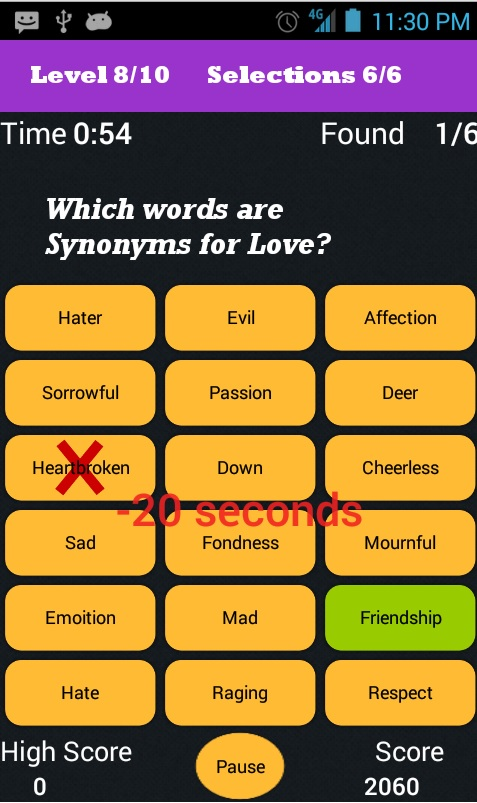 4G 11:30 PM
Level 8/10 Selections 6/6
Time 0:54 Found 1/6
Which words are
Synonyms for Love?
Hater Evil Affection
Sorrowful Passion Deer
Heartbroken Down Cheerless
-20 seconds
Sad Fondness Mournful
Emoition Mad Friendship
Hate Raging Respect
High Score Pause Score
0 2060